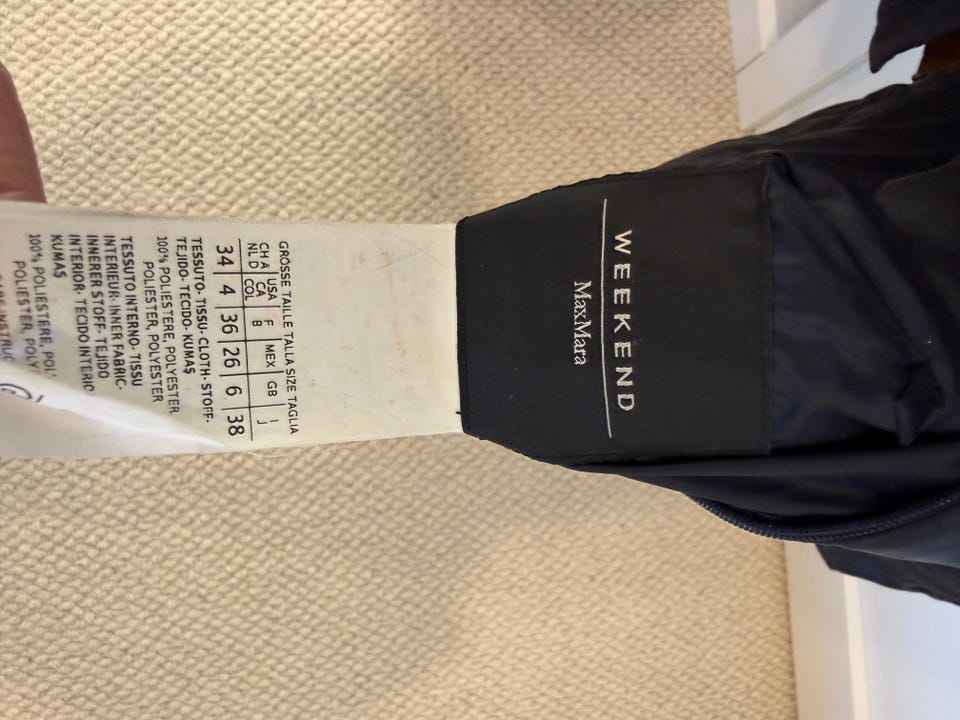 WEEKEND
MaxMara
GRÖSSE TAILLE TALLA SIZE TAGLIA
CH A USA F MEX GB I
NL D CA B J
COL
34 4 36 26 6 38
TESSUTO- TISSU- CLOTH- STOFF-
TEJIDO- TECIDO- KUMAŞ
100% POLIESTERE, POLYESTER
POLIESTER, POLYESTER
TESSUTO INTERNO- TISSU
INTERIEUR- INNER FABRIC-
INNERER STOFF- TEJIDO
INTERIOR- TECIDO INTERIO
KUMAŞ
100% POLIESTERE, POL
POLIESTER, POLY